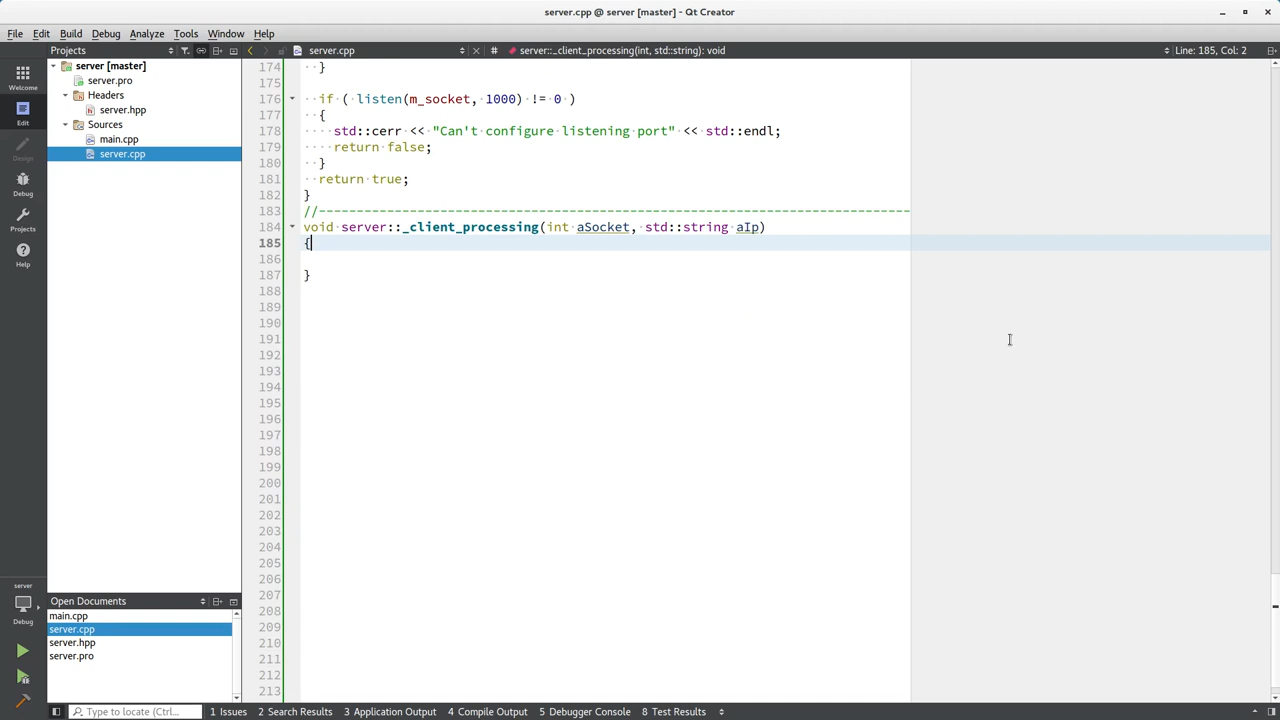 server.cpp @ server [master] - Qt Creator
File Edit Build Debug Analyze Tools Window Help
Projects
server.cpp
# server::_client_processing(int, std::string): void
Line: 185, Col: 2
Welcome
Edit
Design
Debug
Projects
Help
server
Debug
server [master]
server.pro
Headers
server.hpp
Sources
main.cpp
server.cpp
Open Documents
main.cpp
server.cpp
server.hpp
server.pro
174 }
175
176 if ( listen(m_socket, 1000) != 0 )
177 {
178 std::cerr << "Can't configure listening port" << std::endl;
179 return false;
180 }
181 return true;
182 }
183 //------------------------------------------------------------------------------
184 void server::_client_processing(int aSocket, std::string aIp)
185 {
186
187 }
188
189
190
191
192
193
194
195
196
197
198
199
200
201
202
203
204
205
206
207
208
209
210
211
212
213
Type to locate (Ctrl...
1 Issues 2 Search Results 3 Application Output 4 Compile Output 5 Debugger Console 8 Test Results